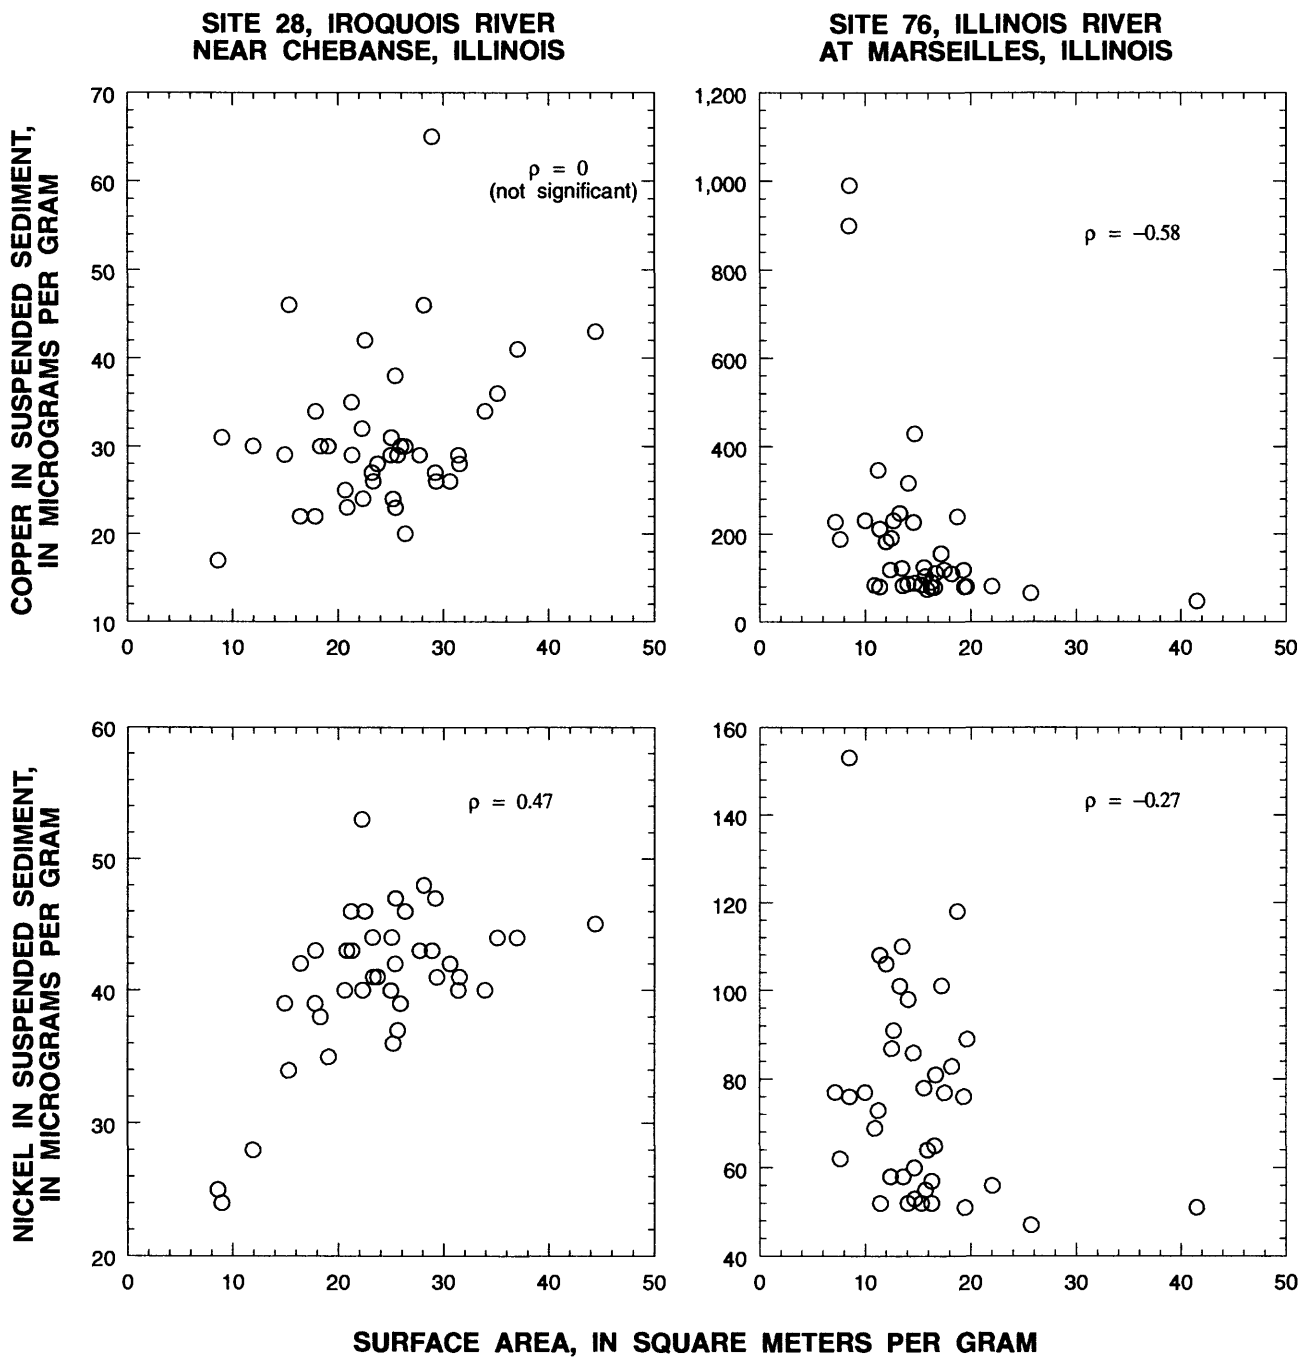 SITE 28, IROQUOIS RIVER
NEAR CHEBANSE, ILLINOIS
SITE 76, ILLINOIS RIVER
AT MARSEILLES, ILLINOIS
COPPER IN SUSPENDED SEDIMENT,
IN MICROGRAMS PER GRAM
70
60
50
40
30
20
10
0 10 20 30 40 50
ρ = 0
(not significant)
1,200
1,000
800
600
400
200
0
0 10 20 30 40 50
ρ = −0.58
NICKEL IN SUSPENDED SEDIMENT,
IN MICROGRAMS PER GRAM
60
50
40
30
20
0 10 20 30 40 50
ρ = 0.47
160
140
120
100
80
60
40
0 10 20 30 40 50
ρ = −0.27
SURFACE AREA, IN SQUARE METERS PER GRAM